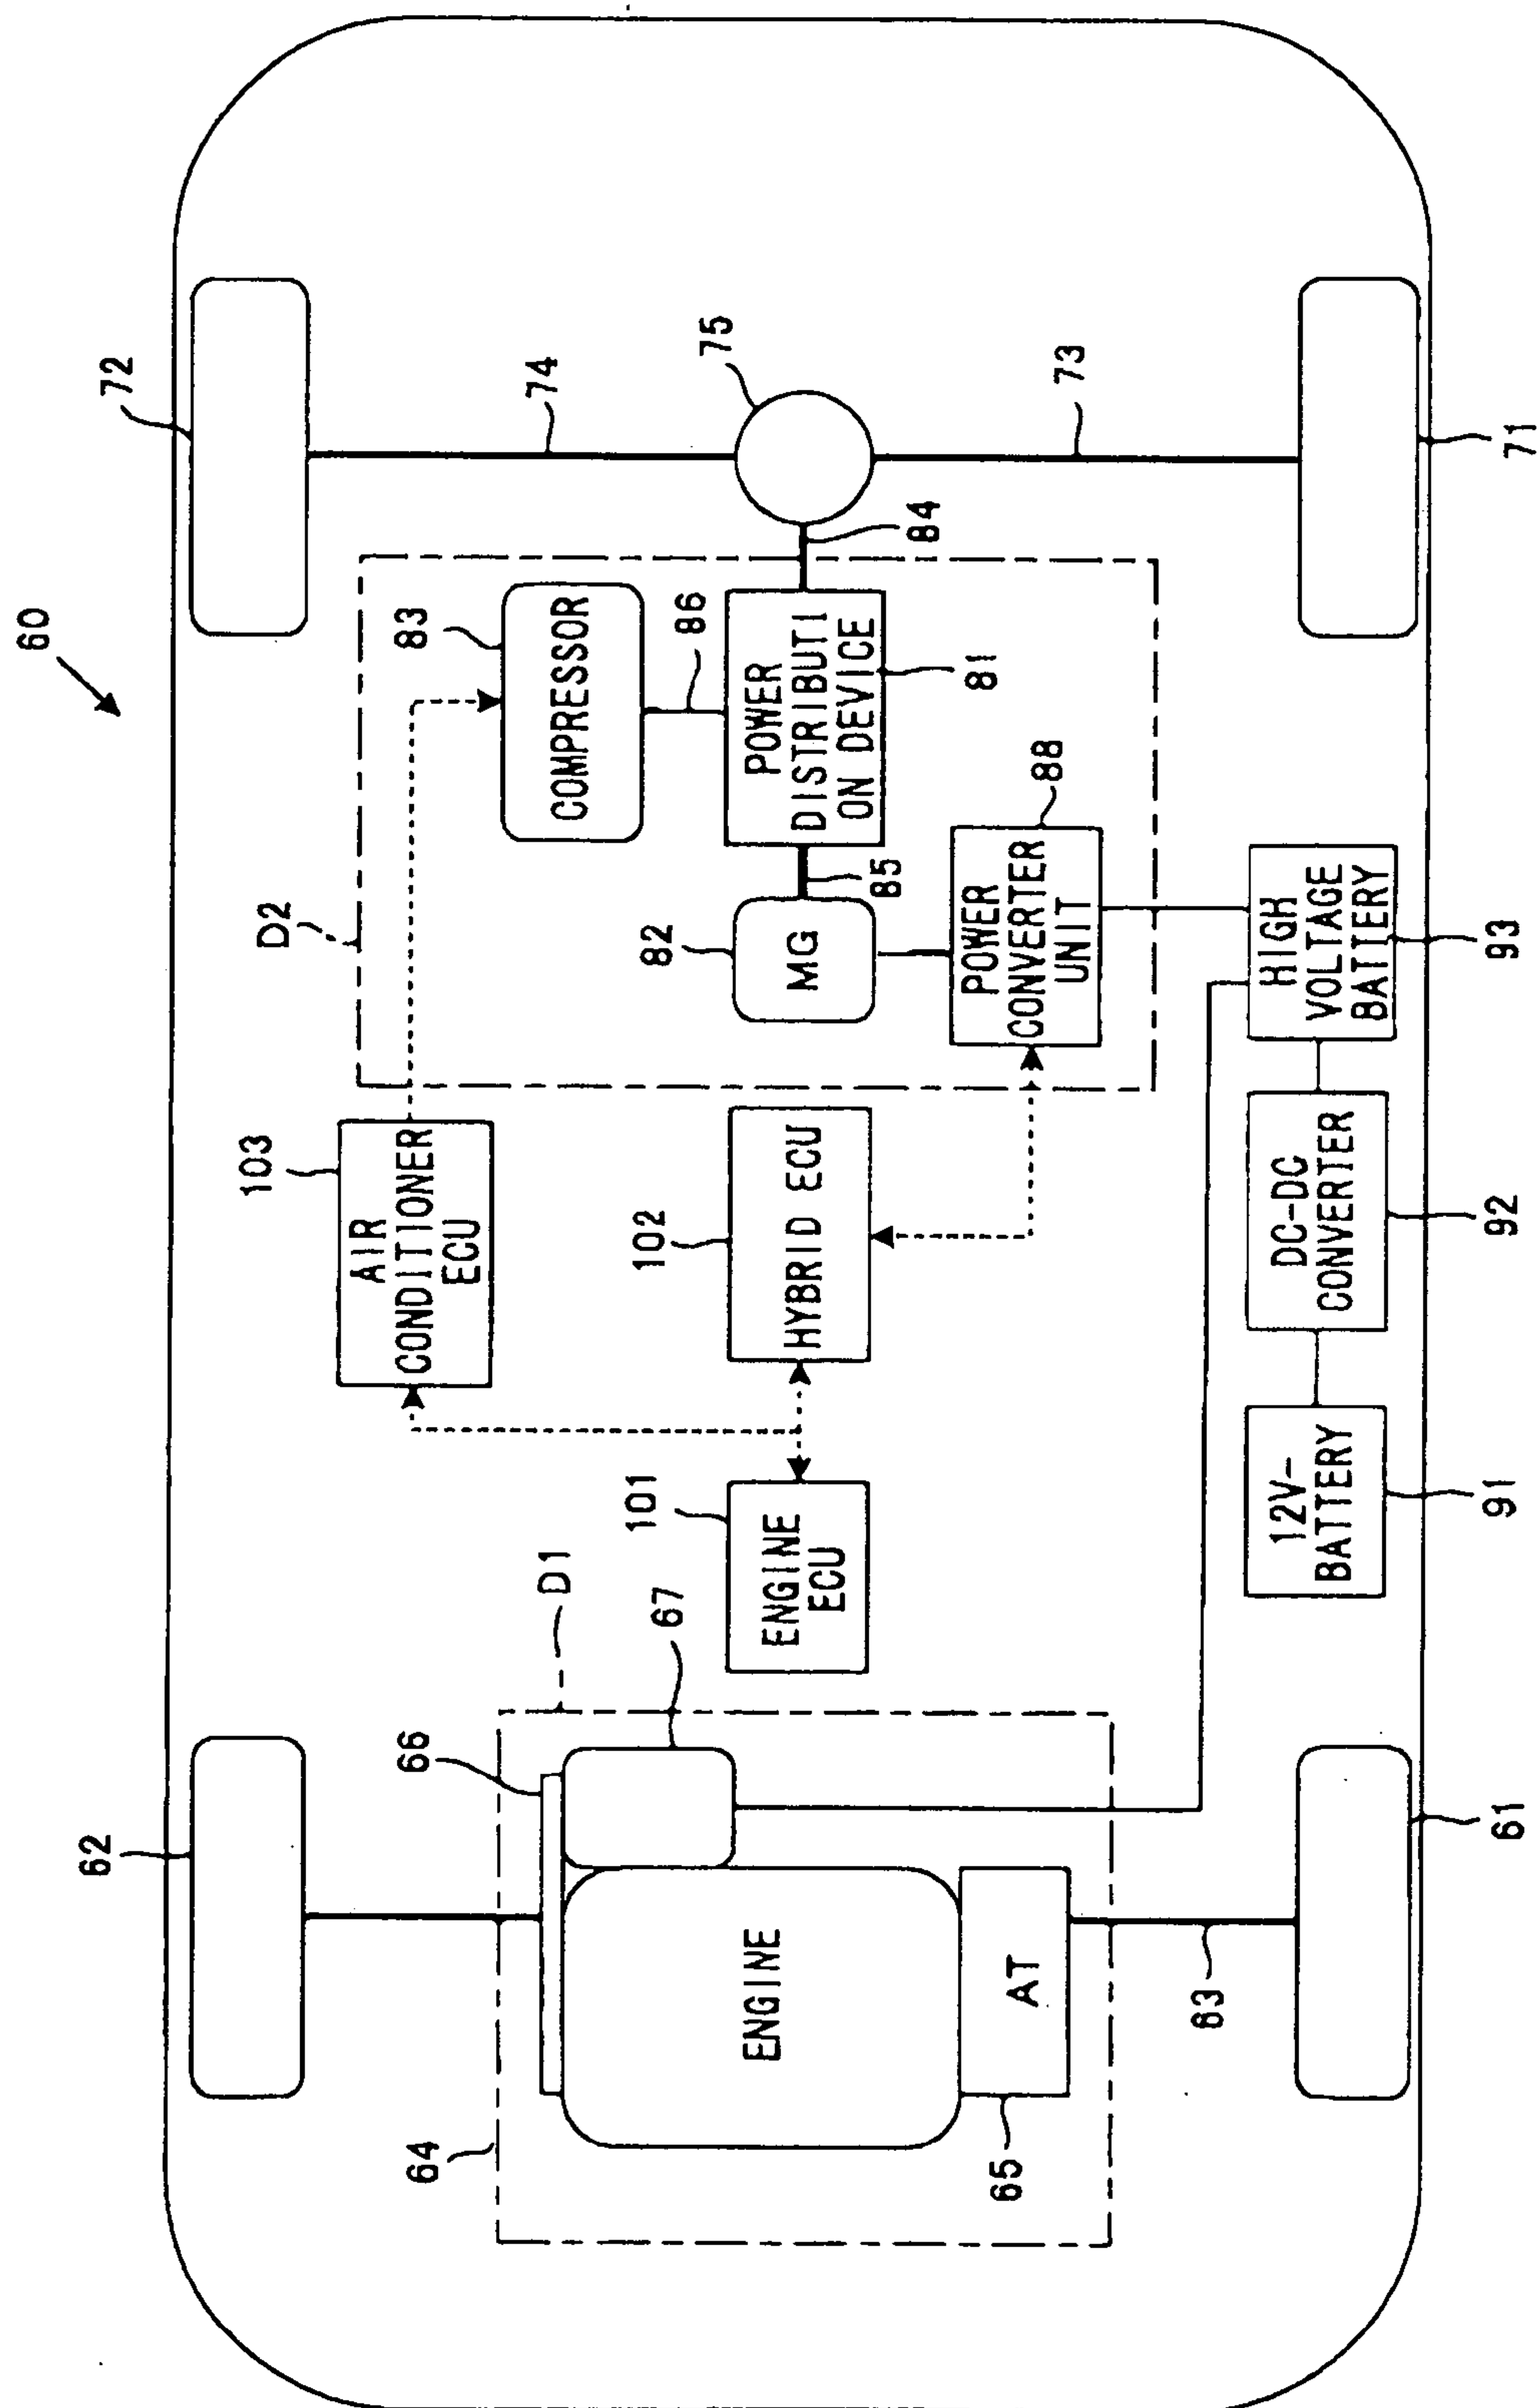 60
72
74
75
73
71
84
83
COMPRESSOR
86
POWER
DISTRIBUTI
ON DEVICE
81
D2
82
MG
85
88
POWER
CONVERTER
UNIT
HIGH
VOLTAGE
BATTERY
93
103
AIR
CONDITIONER
ECU
102
HYBRID ECU
DC-DC
CONVERTER
92
101
ENGINE
ECU
12V-
BATTERY
91
D1
66
67
62
64
ENGINE
AT
65
63
61